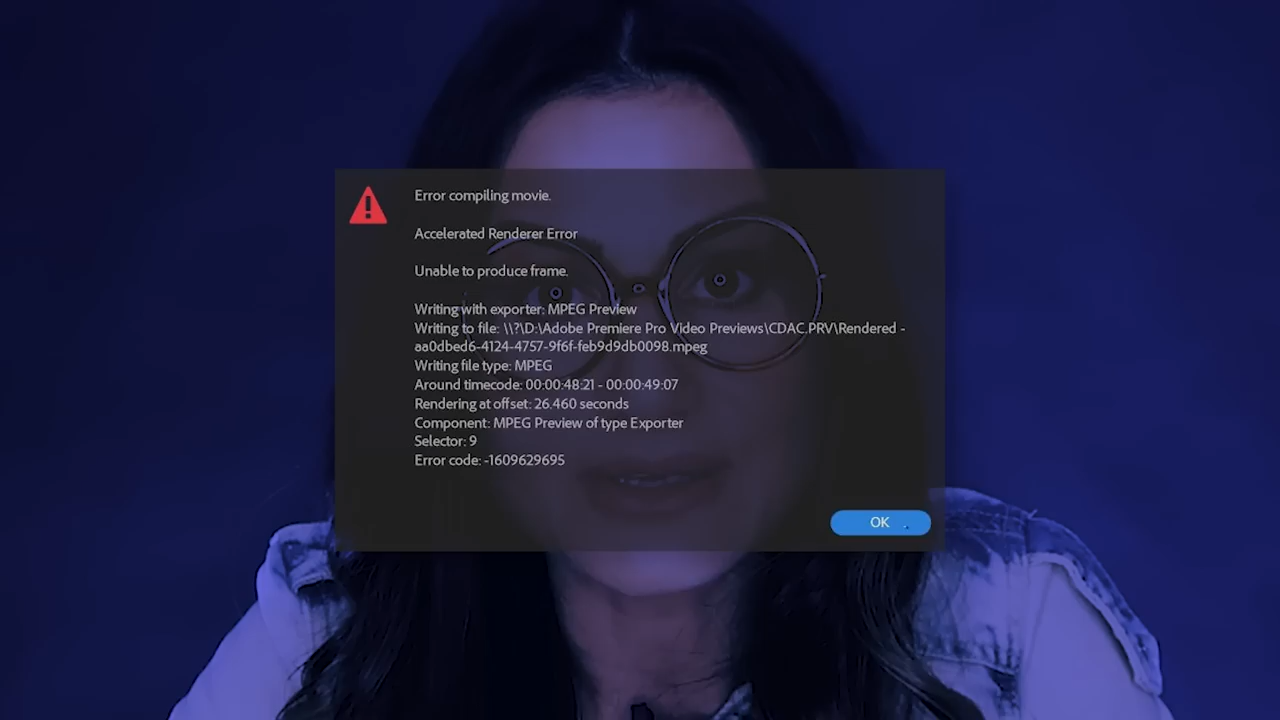 Error compiling movie.
Accelerated Renderer Error
Unable to produce frame.
Writing with exporter: MPEG Preview
Writing to file: \\?\D:\Adobe Premiere Pro Video Previews\CDAC.PRV\Rendered -
aa0dbed6-4124-4757-9f6f-feb9d9db0098.mpeg
Writing file type: MPEG
Around timecode: 00:00:48:21 - 00:00:49:07
Rendering at offset: 26.460 seconds
Component: MPEG Preview of type Exporter
Selector: 9
Error code: -1609629695
OK